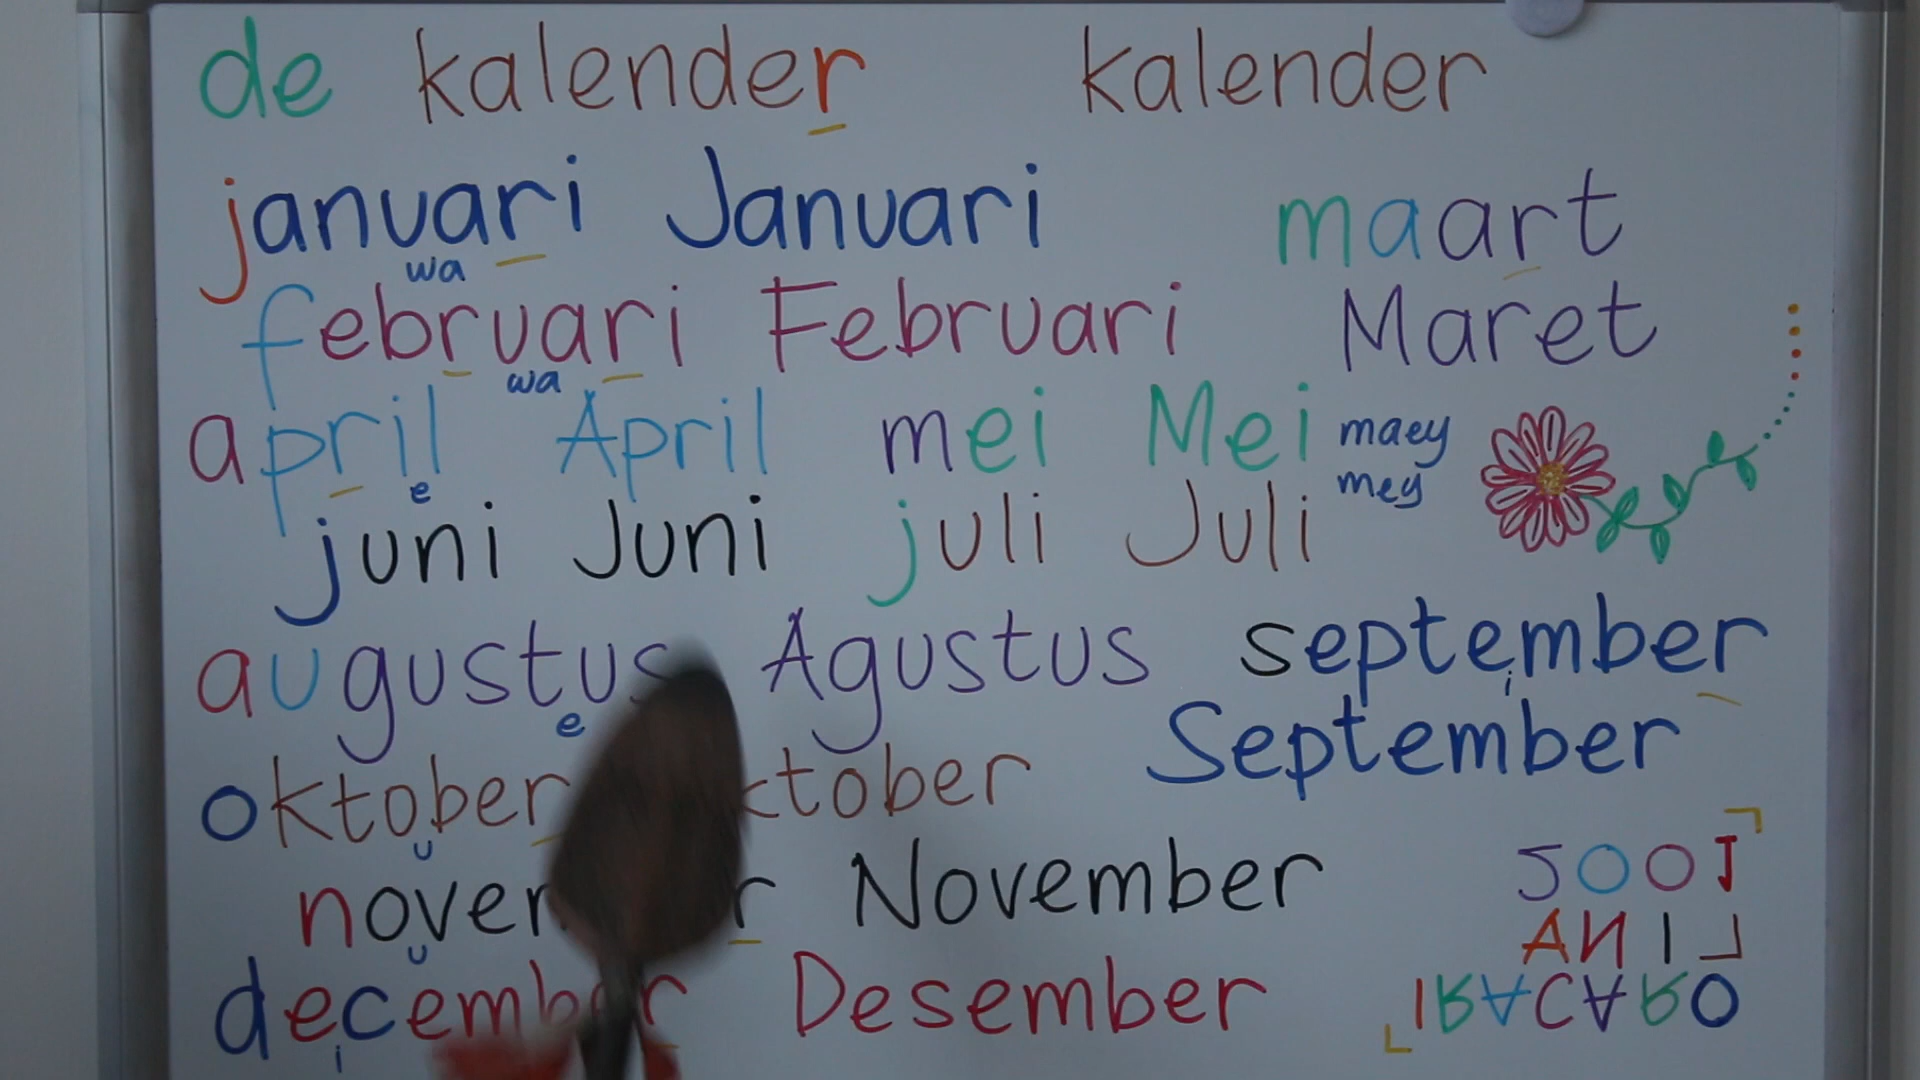 de kalender kalender
januari Januari maart
wa
februari Februari Maret
wa
april April mei Mei maey
e mey
juni Juni juli Juli
augustus Agustus september
e i
oktober September
u
November
u
december Desember
i